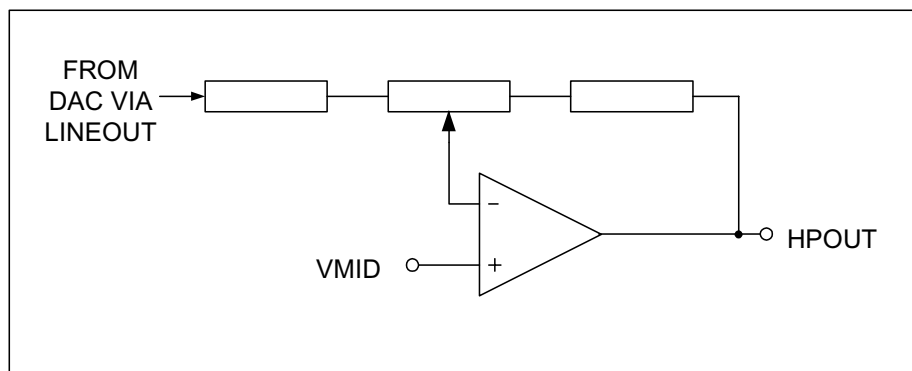 FROM
DAC VIA
LINEOUT
−
VMID
+
HPOUT